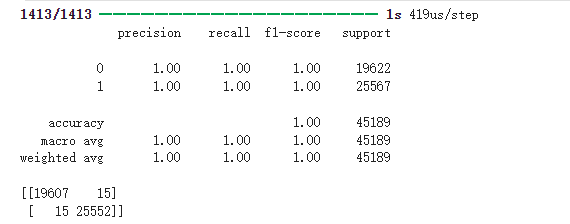 1413/1413 ━━━━━━━━━━━━━━━━━━━━ 1s 419us/step
precision recall f1-score support
0 1.00 1.00 1.00 19622
1 1.00 1.00 1.00 25567
accuracy 1.00 45189
macro avg 1.00 1.00 1.00 45189
weighted avg 1.00 1.00 1.00 45189
[[19607 15]
[ 15 25552]]